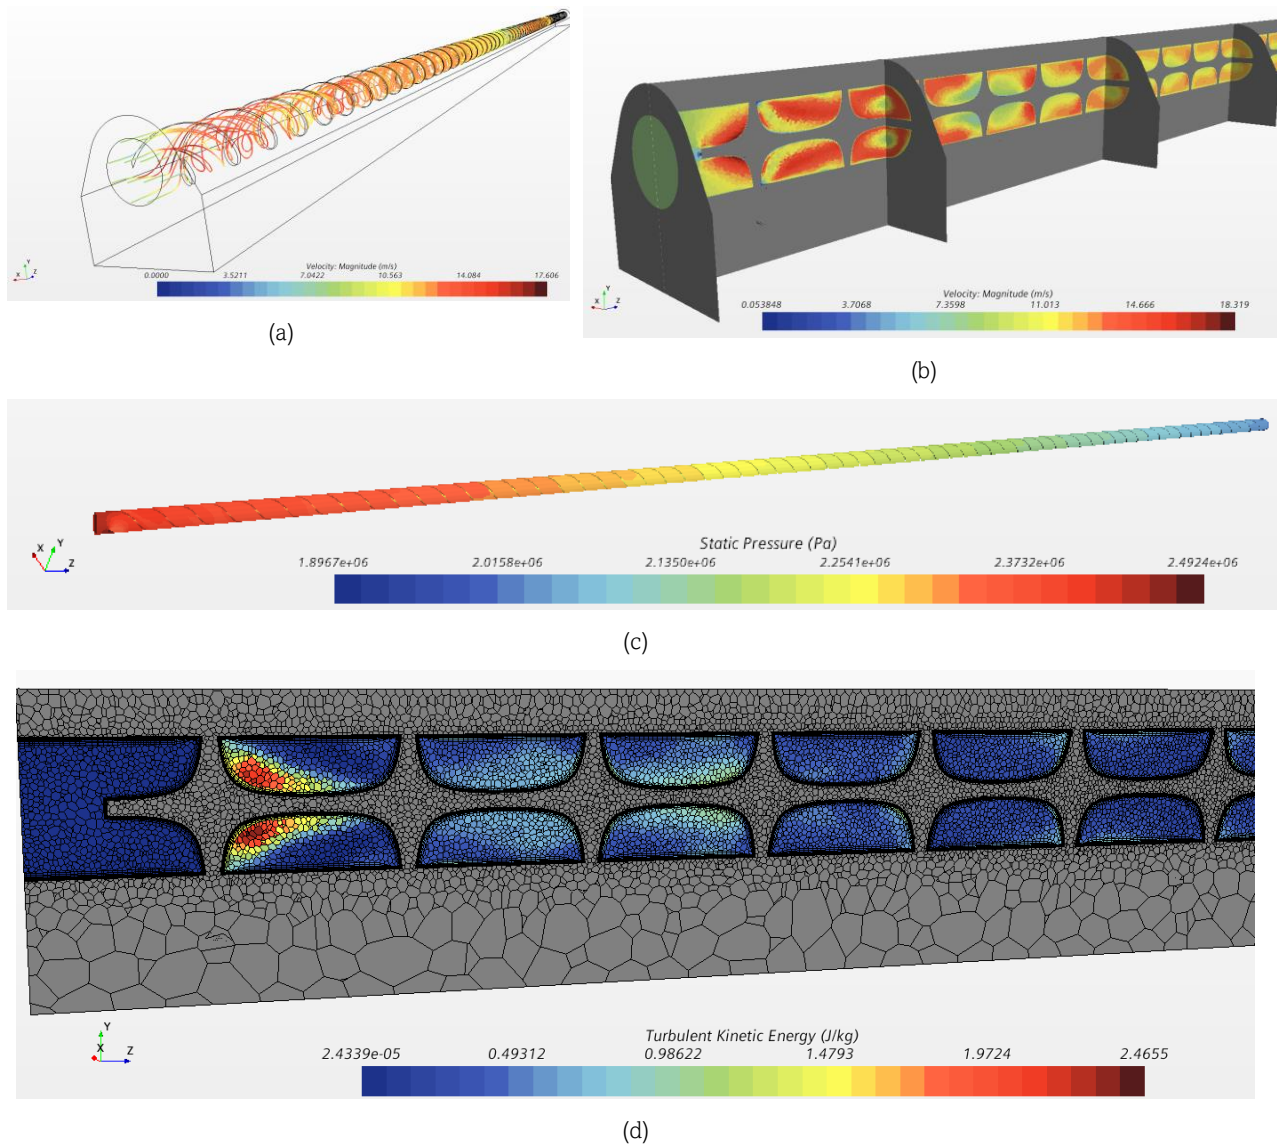 Y
X
Z
Velocity: Magnitude (m/s)
0.0000 3.5211 7.0422 10.563 14.084 17.606
(a)
Y
X
Z
Velocity: Magnitude (m/s)
0.053848 3.7068 7.3598 11.013 14.666 18.319
(b)
X Y
Z
Static Pressure (Pa)
1.8967e+06 2.0158e+06 2.1350e+06 2.2541e+06 2.3732e+06 2.4924e+06
(c)
Y
X Z
Turbulent Kinetic Energy (J/kg)
2.4339e-05 0.49312 0.98622 1.4793 1.9724 2.4655
(d)